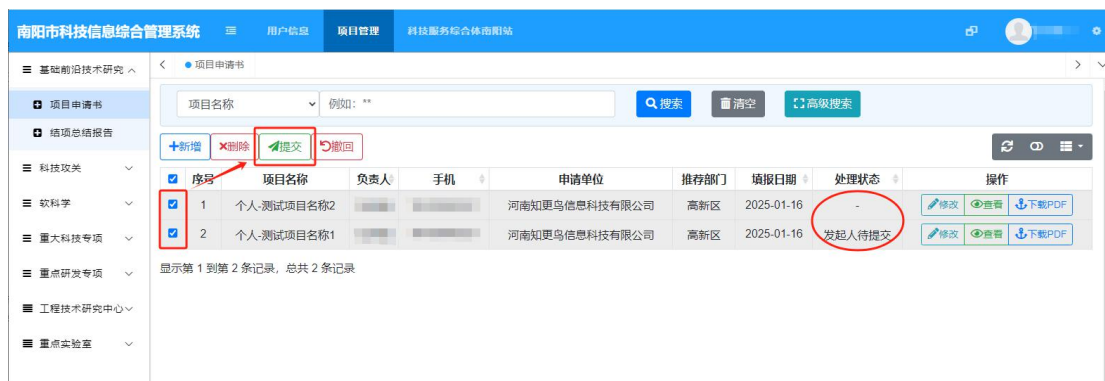 南阳市科技信息综合管理系统 用户信息 项目管理 科技服务综合体南阳站
基础前沿技术研究 项目申请书
项目申请书 项目名称 例如：** 搜索 清空 高级搜索
结项总结报告
新增 删除 提交 撤回
科技攻关
序号 项目名称 负责人 手机 申请单位 推荐部门 填报日期 处理状态 操作
软科学
1 个人-测试项目名称2 河南知更鸟信息科技有限公司 高新区 2025-01-16 - 修改 查看 下载PDF
重大科技专项
2 个人-测试项目名称1 河南知更鸟信息科技有限公司 高新区 2025-01-16 发起人待提交 修改 查看 下载PDF
重点研发专项
显示第 1 到第 2 条记录，总共 2 条记录
工程技术研究中心
重点实验室